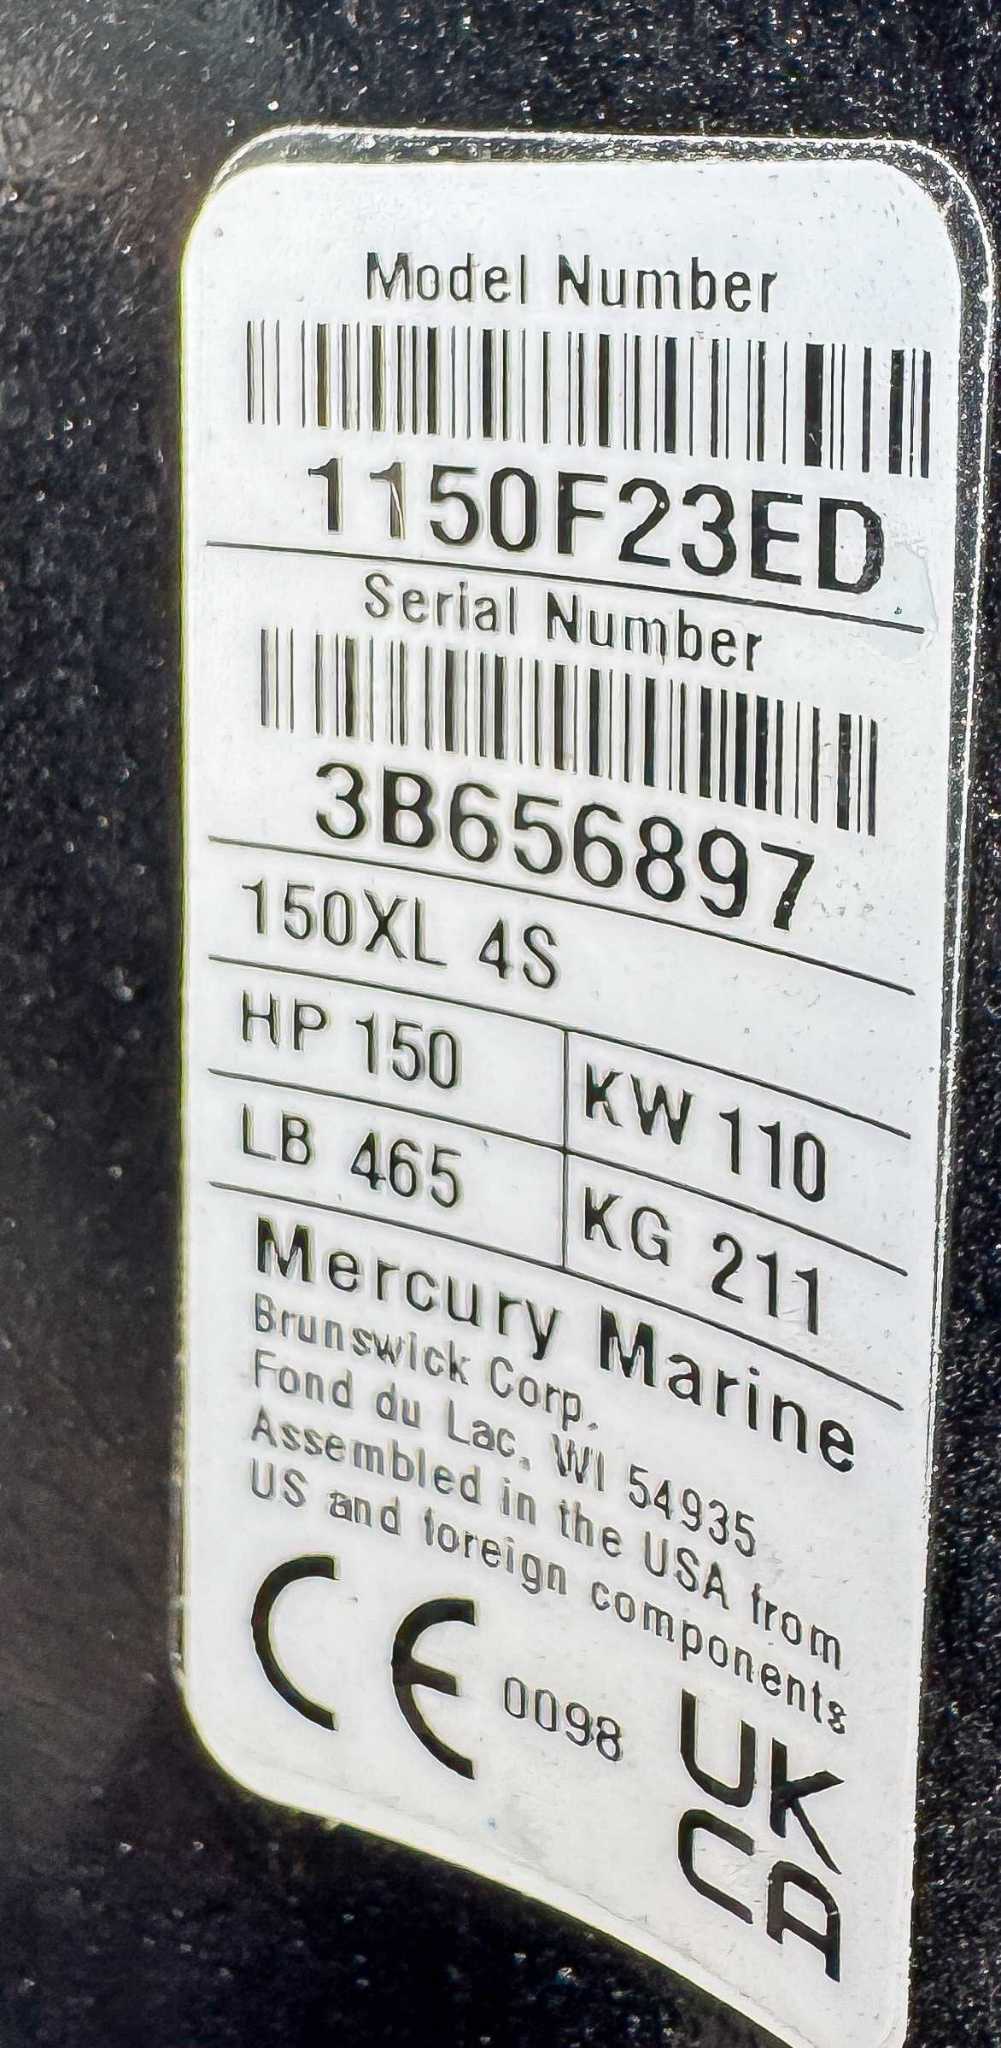 Model Number
1150F23ED
Serial Number
3B656897
150XL 4S
HP 150 KW 110
LB 465 KG 211
Mercury Marine
Brunswick Corp.
Fond du Lac, WI 54935
Assembled in the USA from
US and foreign components
CE 0098 UK
CA